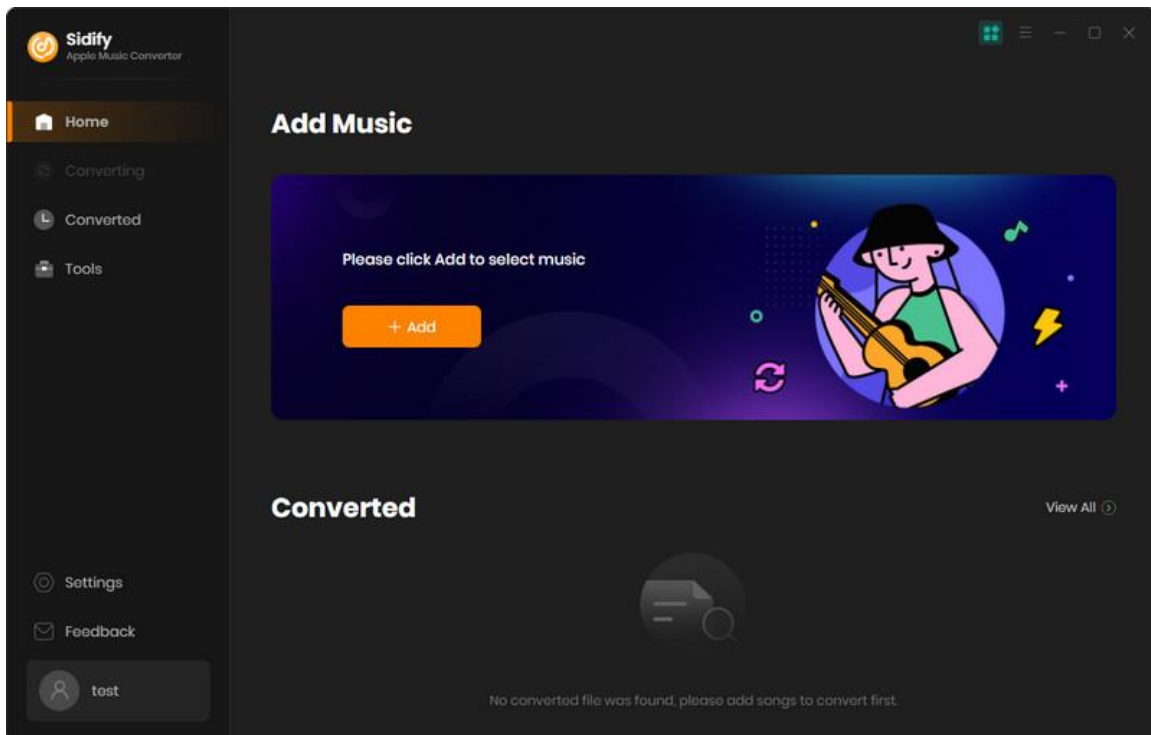 Sidify
Apple Music Converter
Home
Converting
Converted
Tools
Settings
Feedback
test
Add Music
Please click Add to select music
+ Add
Converted
View All
No converted file was found, please add songs to convert first.